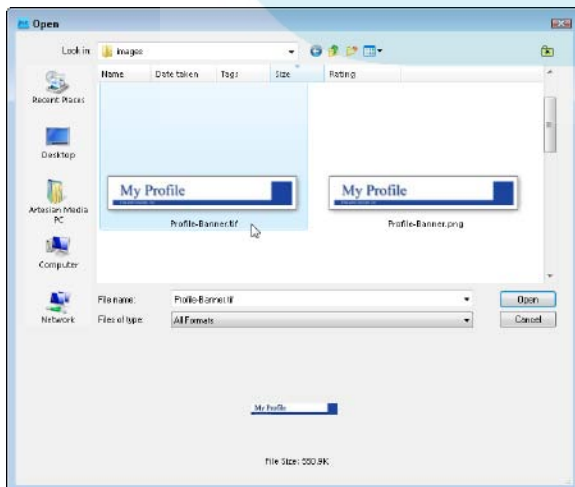 Open
Look in: images
Name Date taken Tags Size Rating
Recent Places
Desktop
Artesian Media PC
Computer
Network
My Profile
Profile-Banner.tif
My Profile
Profile-Banner.png
File name: Profile-Banner.tif
Open
Files of type: All Formats
Cancel
My Profile
File Size: 550.9K